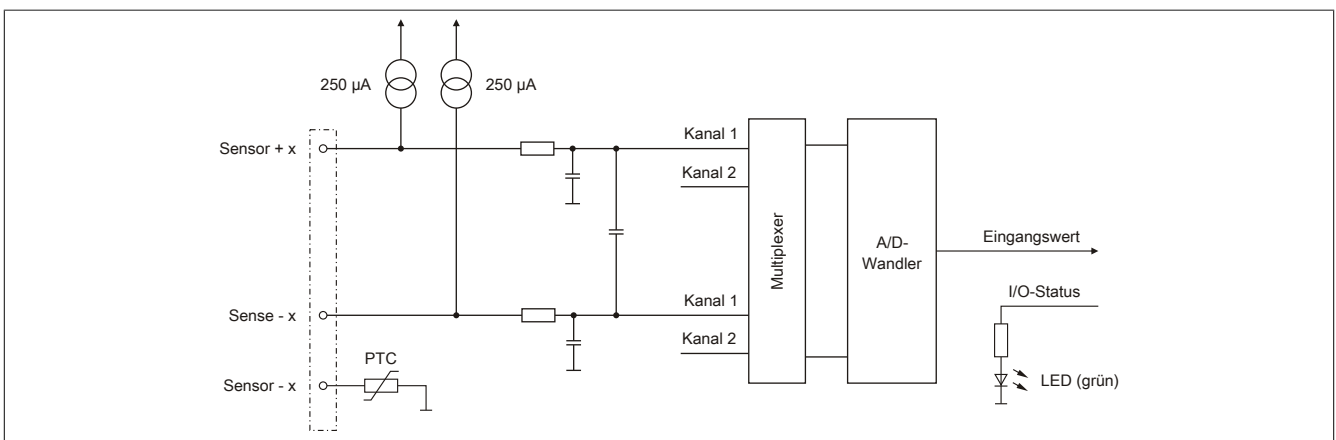 250 µA
250 µA
Sensor + x
Kanal 1
Kanal 2
Multiplexer
A/D-
Wandler
Eingangswert
I/O-Status
Sense - x
Kanal 1
Kanal 2
PTC
Sensor - x
LED (grün)